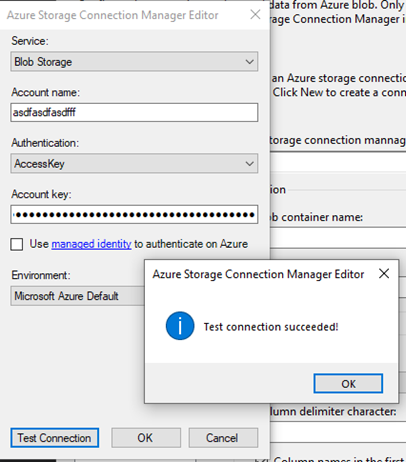 Azure Storage Connection Manager Editor
Service:
Blob Storage
Account name:
asdfasdfasdfff
Authentication:
AccessKey
Account key:
●●●●●●●●●●●●●●●●●●●●●●●●●●●●●●●●●●●●●
Use managed identity to authenticate on Azure
Environment:
Microsoft Azure Default
Test Connection
OK
Cancel
Azure Storage Connection Manager Editor
Test connection succeeded!
OK
data from Azure blob. Only
rage Connection Manager i
an Azure storage connectio
Click New to create a conn
torage connection mannag
ion
b container name:
lumn delimiter character:
Column names in the first